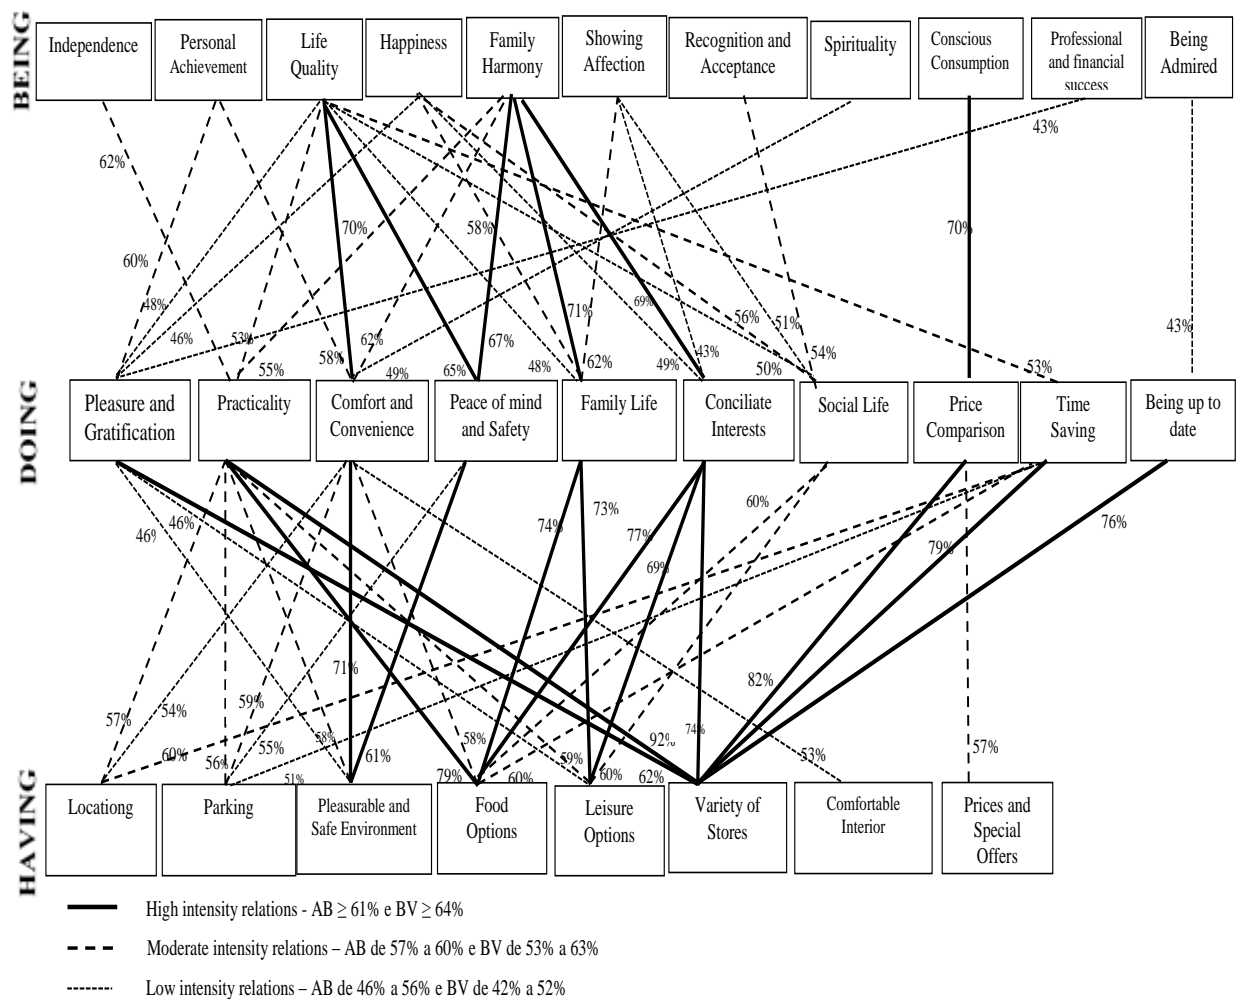 BEING
Independence
Personal
Achievement
Life
Quality
Happiness
Family
Harmony
Showing
Affection
Recognition and
Acceptance
Spirituality
Conscious
Consumption
Professional
and financial
success
Being
Admired
43%
62%
70%
58%
70%
60%
48%
46%
53%
55%
58%
62%
49%
67%
65%
71%
48%
62%
69%
49%
43%
56%
51%
50%
54%
53%
43%
DOING
Pleasure and
Gratification
Practicality
Comfort and
Convenience
Peace of mind
and Safety
Family Life
Conciliate
Interests
Social Life
Price
Comparison
Time
Saving
Being up to
date
46%
46%
74%
73%
77%
69%
60%
79%
76%
71%
82%
57%
54%
59%
60%
56%
55%
58%
51%
61%
58%
79%
60%
59%
60%
62%
92%
74%
53%
57%
HAVING
Locationg
Parking
Pleasurable and
Safe Environment
Food
Options
Leisure
Options
Variety of
Stores
Comfortable
Interior
Prices and
Special
Offers
High intensity relations - AB ≥ 61% e BV ≥ 64%
Moderate intensity relations – AB de 57% a 60% e BV de 53% a 63%
Low intensity relations – AB de 46% a 56% e BV de 42% a 52%